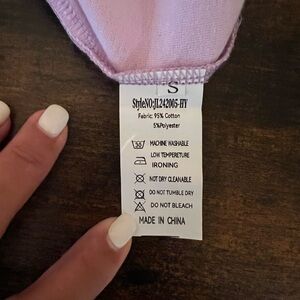 S
StyleNO:JL242005-HY
Fabric: 95% Cotton
5%Polyester
MACHINE WASHABLE
LOW TEMPERETURE
IRONING
NOT DRY CLEANABLE
DO NOT TUMBLE DRY
DO NOT BLEACH
MADE IN CHINA